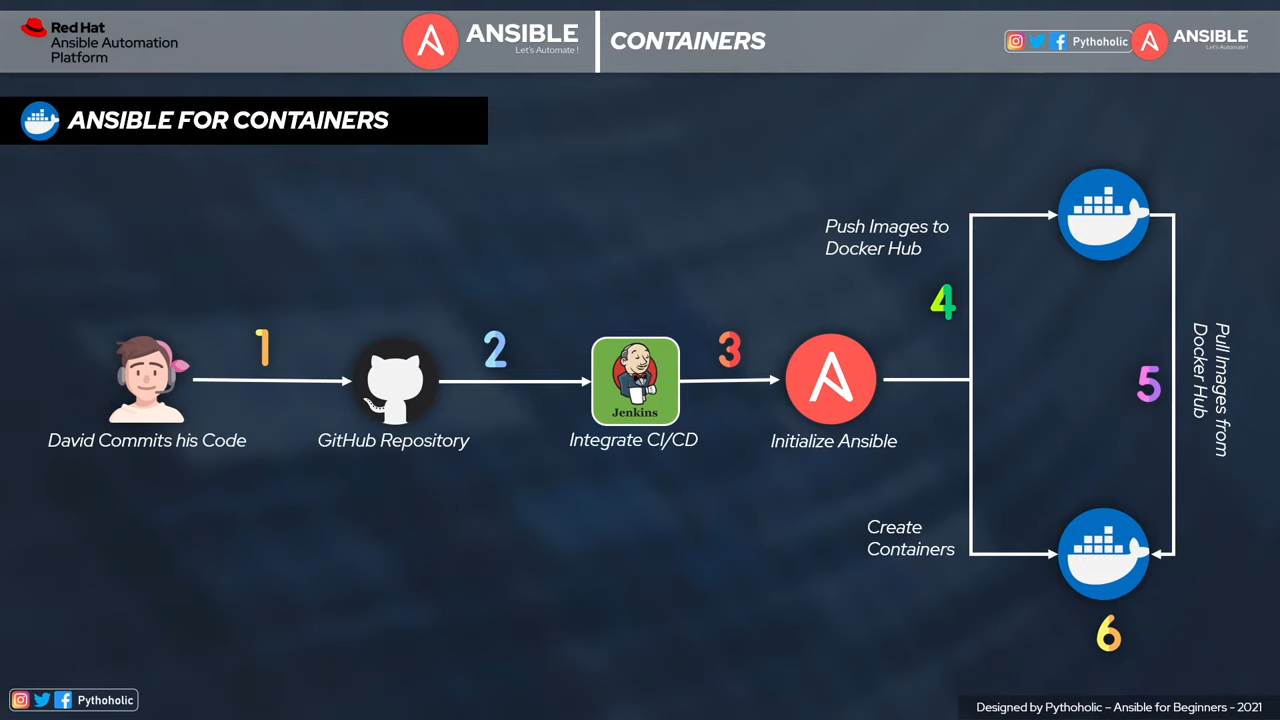 Red Hat
Ansible Automation
Platform
ANSIBLE
Let's Automate !
CONTAINERS
Pythoholic
ANSIBLE
Let's Automate !
ANSIBLE FOR CONTAINERS
Push Images to
Docker Hub
4
1
2
3
Pull Images from
Docker Hub
5
Jenkins
David Commits his Code
GitHub Repository
Integrate CI/CD
Initialize Ansible
Create
Containers
6
Pythoholic
Designed by Pythoholic – Ansible for Beginners - 2021